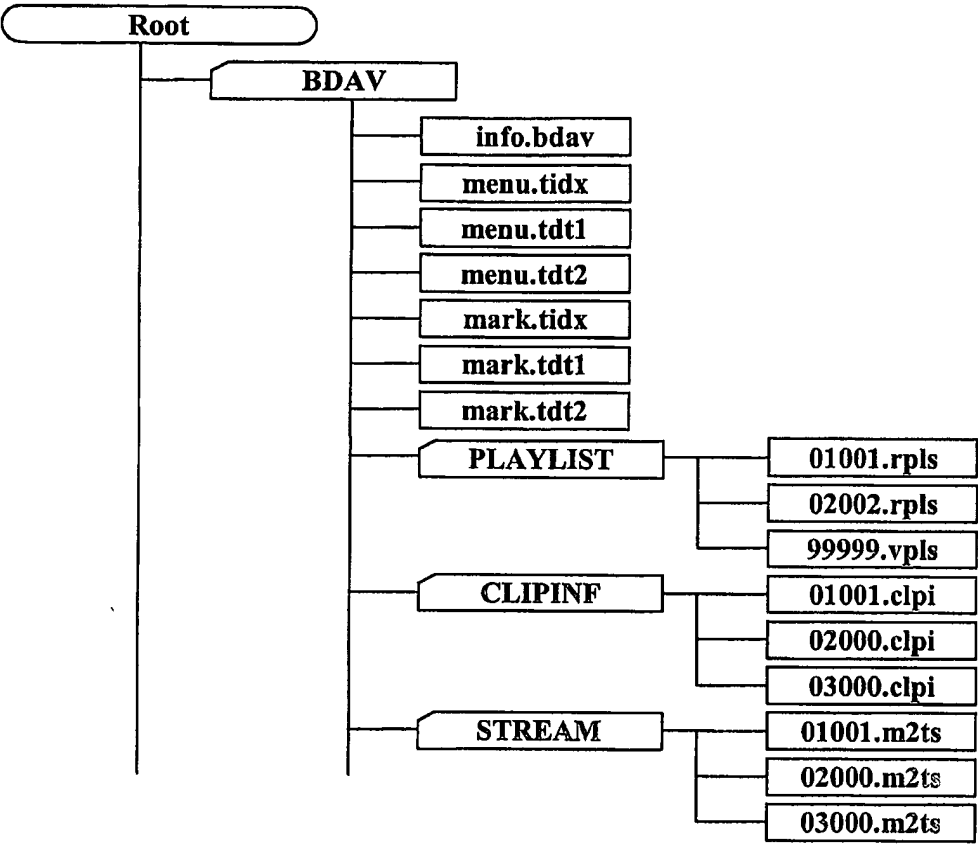 Root
BDAV
info.bdav
menu.tidx
menu.tdt1
menu.tdt2
mark.tidx
mark.tdt1
mark.tdt2
PLAYLIST
01001.rpls
02002.rpls
99999.vpls
CLIPINF
01001.clpi
02000.clpi
03000.clpi
STREAM
01001.m2ts
02000.m2ts
03000.m2ts